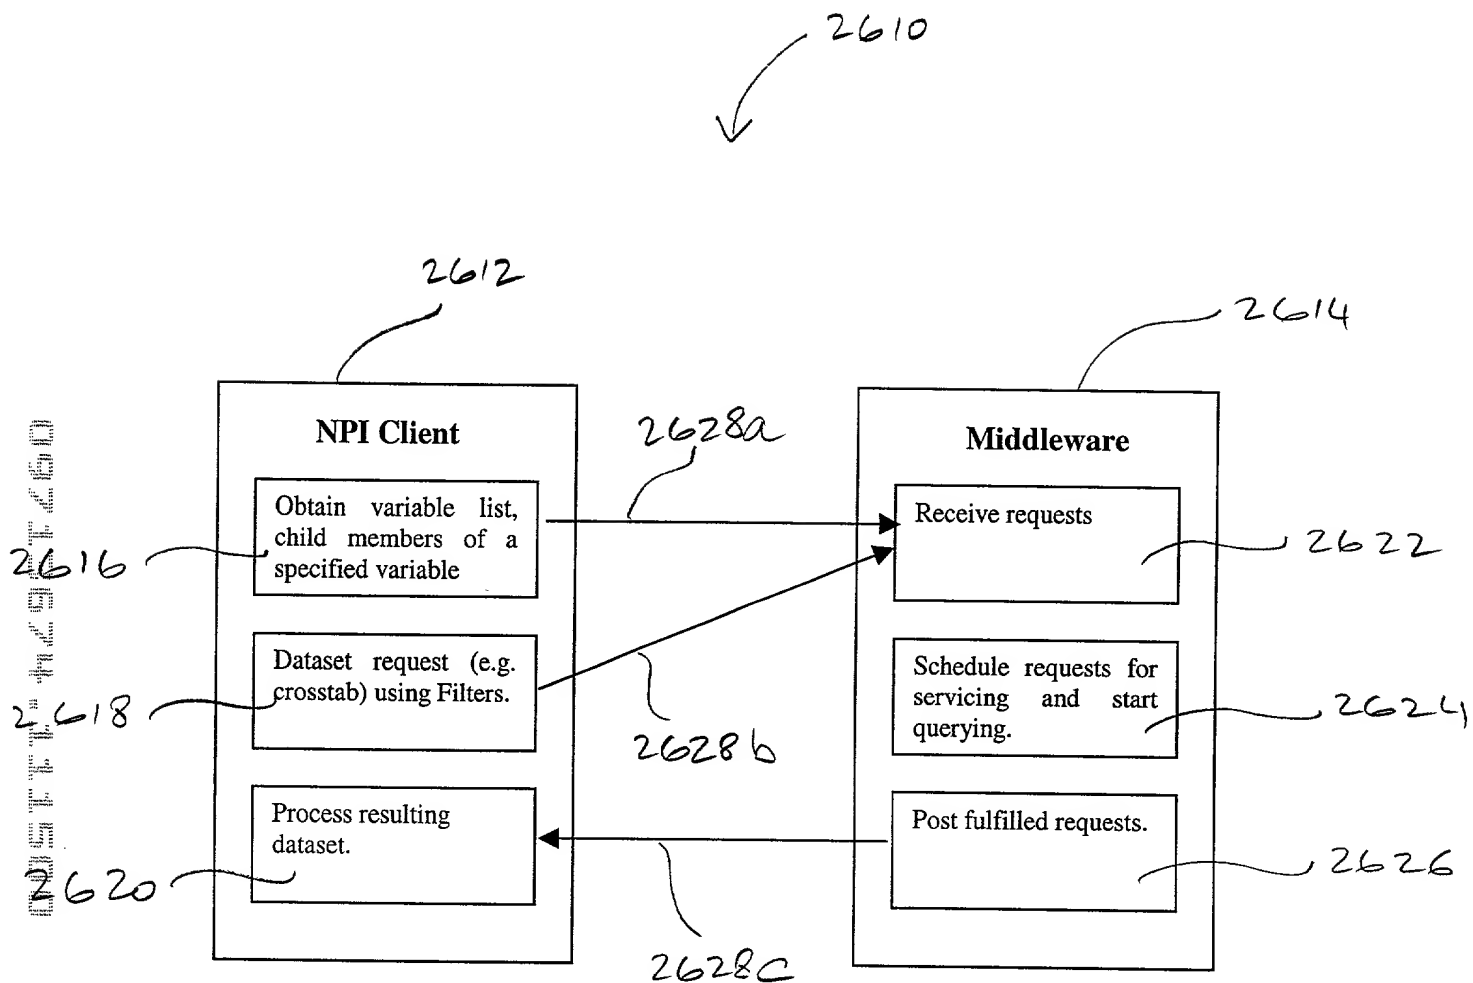 2610
2612
2614
NPI Client
2628a
Middleware
Obtain variable list,
child members of a
specified variable
Receive requests
2616
2622
Dataset request (e.g.
crosstab) using Filters.
Schedule requests for
servicing and start
querying.
2618
2624
2628b
Process resulting
dataset.
Post fulfilled requests.
2620
2626
2628c